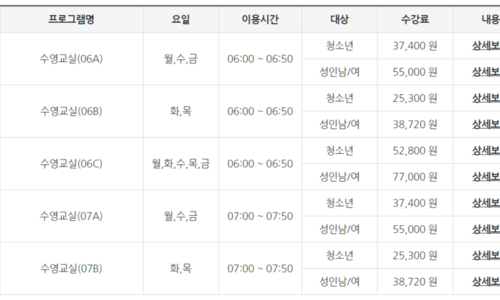 프로그램명 요일 이용시간 대상 수강료 내용
수영교실(06A) 월,수,금 06:00 ~ 06:50 청소년 37,400 원 상세보
성인남/여 55,000 원 상세보
수영교실(06B) 화,목 06:00 ~ 06:50 청소년 25,300 원 상세보
성인남/여 38,720 원 상세보
수영교실(06C) 월,화,수,목,금 06:00 ~ 06:50 청소년 52,800 원 상세보
성인남/여 77,000 원 상세보
수영교실(07A) 월,수,금 07:00 ~ 07:50 청소년 37,400 원 상세보
성인남/여 55,000 원 상세보
수영교실(07B) 화,목 07:00 ~ 07:50 청소년 25,300 원 상세보
성인남/여 38,720 원 상세보